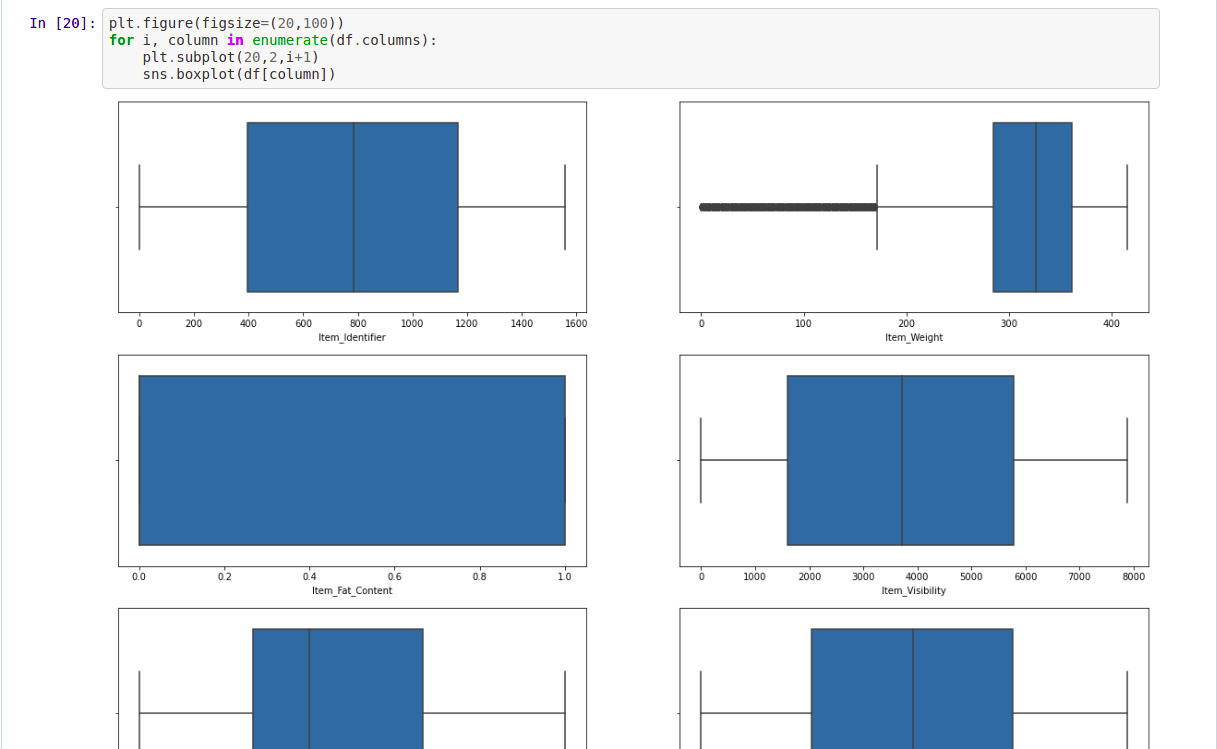 In [20]: plt.figure(figsize=(20,100))
for i, column in enumerate(df.columns):
    plt.subplot(20,2,i+1)
    sns.boxplot(df[column])
0 200 400 600 800 1000 1200 1400 1600
Item_Identifier
0 100 200 300 400
Item_Weight
0.0 0.2 0.4 0.6 0.8 1.0
Item_Fat_Content
0 1000 2000 3000 4000 5000 6000 7000 8000
Item_Visibility